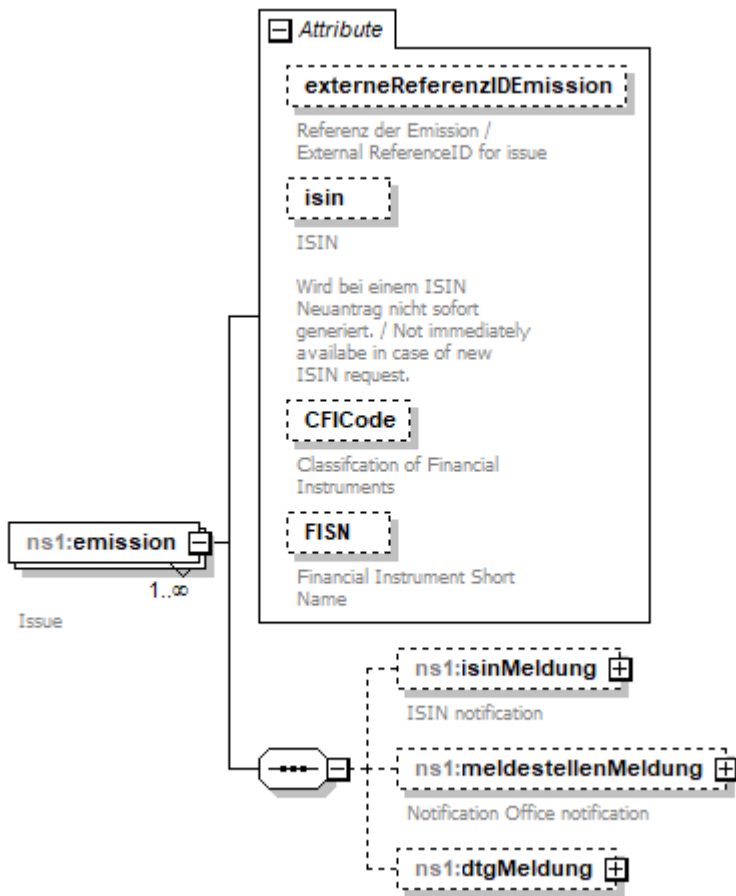 Attribute
externeReferenzIDEmission
Referenz der Emission /
External ReferenceID for issue
isin
ISIN
Wird bei einem ISIN
Neuantrag nicht sofort
generiert. / Not immediately
availabe in case of new
ISIN request.
CFICode
Classifcation of Financial
Instruments
FISN
Financial Instrument Short
Name
ns1:emission
1..∞
Issue
ns1:isinMeldung
ISIN notification
ns1:meldestellenMeldung
Notification Office notification
ns1:dtgMeldung